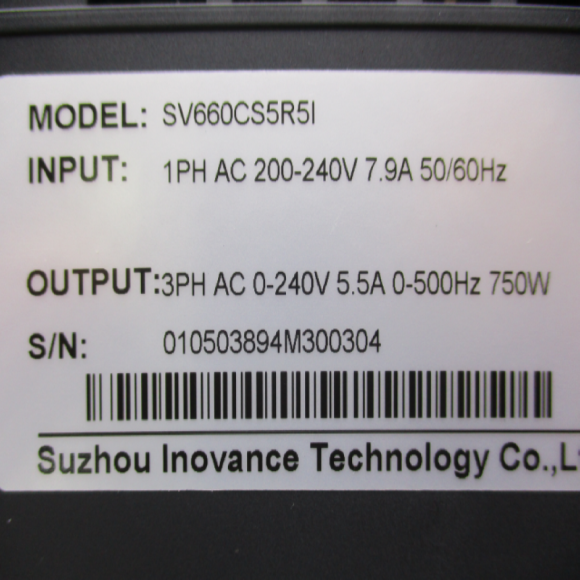 MODEL: SV660CS5R5I
INPUT: 1PH AC 200-240V 7.9A 50/60Hz
OUTPUT:3PH AC 0-240V 5.5A 0-500Hz 750W
S/N: 010503894M300304
Suzhou Inovance Technology Co.,L